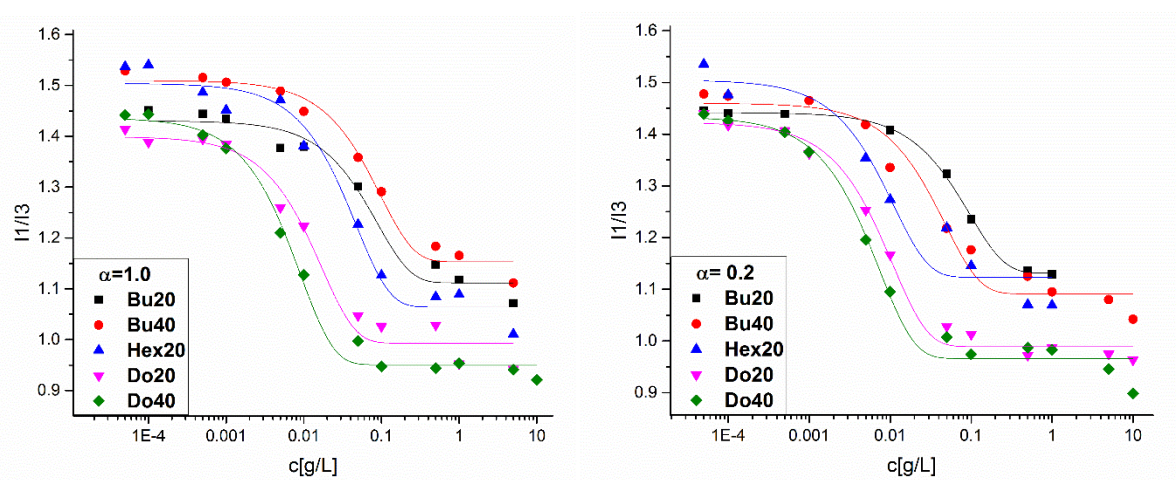 1.6
1.5
1.4
1.3
1.2
1.1
1.0
0.9
I1/I3
α=1.0
Bu20
Bu40
Hex20
Do20
Do40
1E-4 0.001 0.01 0.1 1 10
c[g/L]
1.6
1.5
1.4
1.3
1.2
1.1
1.0
0.9
I1/I3
α= 0.2
Bu20
Bu40
Hex20
Do20
Do40
1E-4 0.001 0.01 0.1 1 10
c[g/L]